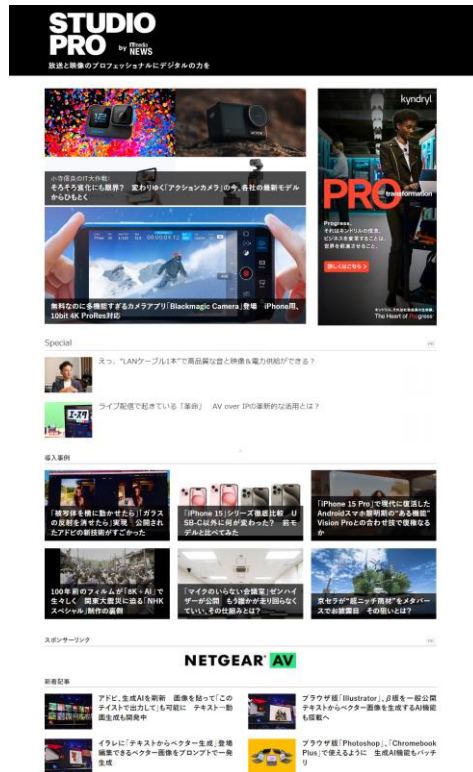 STUDIO
PRO by ITmedia NEWS
放送と映像のプロフェッショナルにデジタルの力を
小寺信良のIT大作戦!
そろそろ進化にも限界? 変わりゆく「アクションカメラ」の今、各社の最新モデル
からひもとく
無料なのに多機能すぎるカメラアプリ「Blackmagic Camera」登場 iPhone用、
10bit 4K ProRes対応
kyndryl
PRO transformation
Progress.
それはキンドリルの信念。
ビジネスを変革することは、
世界を前進させること。
詳しくはこちら
The Heart of Progress
Special
PR
えっ、“LANケーブル1本”で高品質な音と映像&電力供給ができる?
ライブ配信で起きている「革命」 AV over IPの革新的な活用とは?
導入事例
「被写体を横に動かせたら」「ガラス
の反射を消せたら」実現 公開され
たアドビの新技術がすごかった
「iPhone 15」シリーズ徹底比較 U
SB-C以外に何が変わった? 前モ
デルと比べてみた
「iPhone 15 Pro」で現代に復活した
Androidスマホ黎明期の“ある機能”
Vision Proとの合わせ技で復権なる
か
100年前のフィルムが「8K+AI」で
生々しく 関東大震災に迫る「NHK
スペシャル」制作の裏側
「マイクのいらない会議室」ゼンハイ
ザーが公開 もう誰かが走り回らなく
ていい、その仕組みとは?
京セラが“超ニッチ商材”をメタバー
スでお披露目 その狙いとは?
スポンサーリンク
PR
NETGEAR AV
新着記事
アドビ、生成AIを刷新 画像を貼って「この
テイストで出力して」も可能に テキスト→動
画生成も開発中
ブラウザ版「Illustrator」、β版を一般公開
テキストからベクター画像を生成するAI機能
も搭載へ
イラレに「テキストからベクター生成」登場
編集できるベクター画像をプロンプトで一発
生成
ブラウザ版「Photoshop」、「Chromebook
Plus」で使えるように 生成AI機能もバッチ
リ